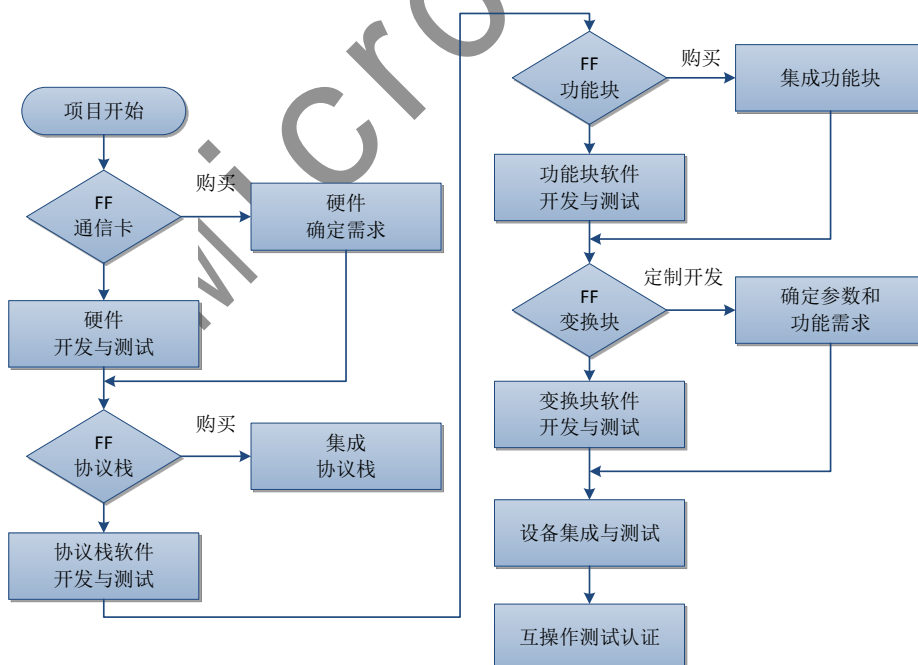 项目开始
FF
通信卡
购买
硬件
确定需求
硬件
开发与测试
FF
协议栈
购买
集成
协议栈
协议栈软件
开发与测试
FF
功能块
购买
集成功能块
功能块软件
开发与测试
FF
变换块
定制开发
确定参数和
功能需求
变换块软件
开发与测试
设备集成与测试
互操作测试认证
Micro